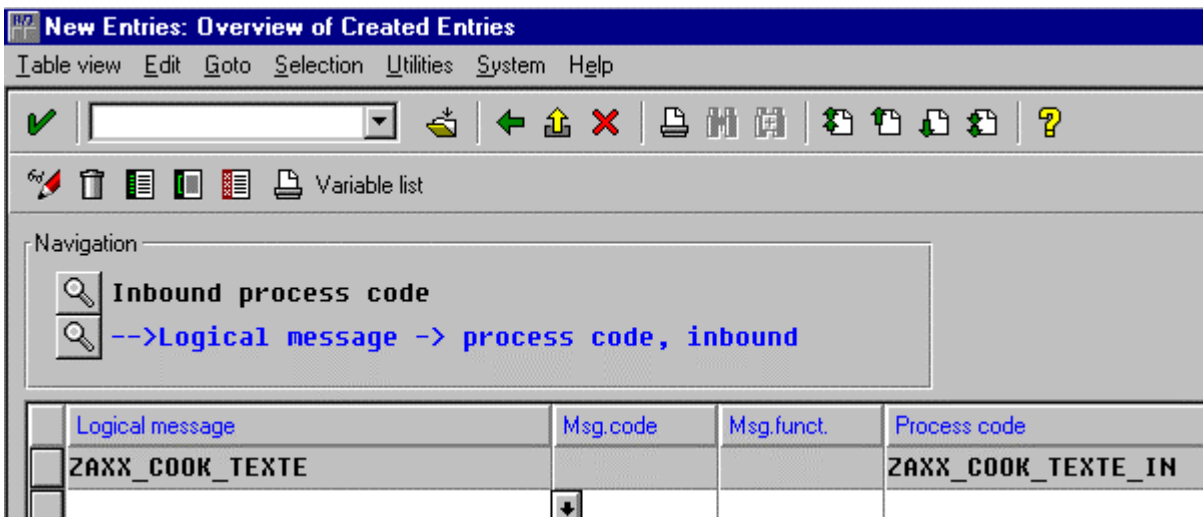 New Entries: Overview of Created Entries
Table view Edit Goto Selection Utilities System Help
Variable list
Navigation
Inbound process code
-->Logical message -> process code, inbound
Logical message Msg.code Msg.funct. Process code
ZAXX_COOK_TEXTE ZAXX_COOK_TEXTE_IN